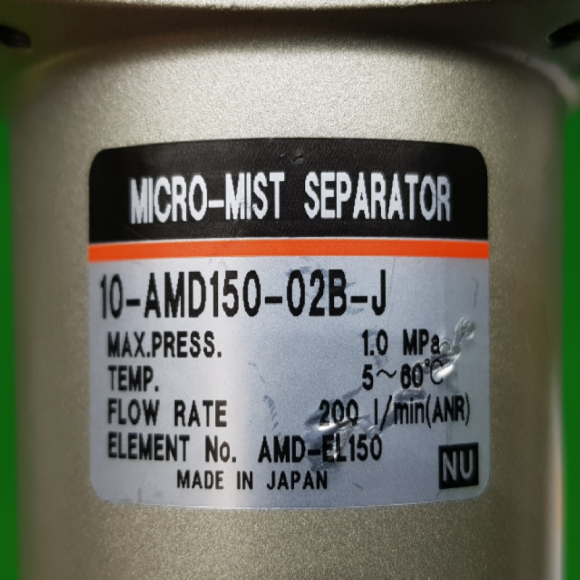 MICRO-MIST SEPARATOR
10-AMD150-02B-J
MAX.PRESS. 1.0 MPa
TEMP. 5~60℃
FLOW RATE 200 l/min(ANR)
ELEMENT No. AMD-EL150
MADE IN JAPAN
NU